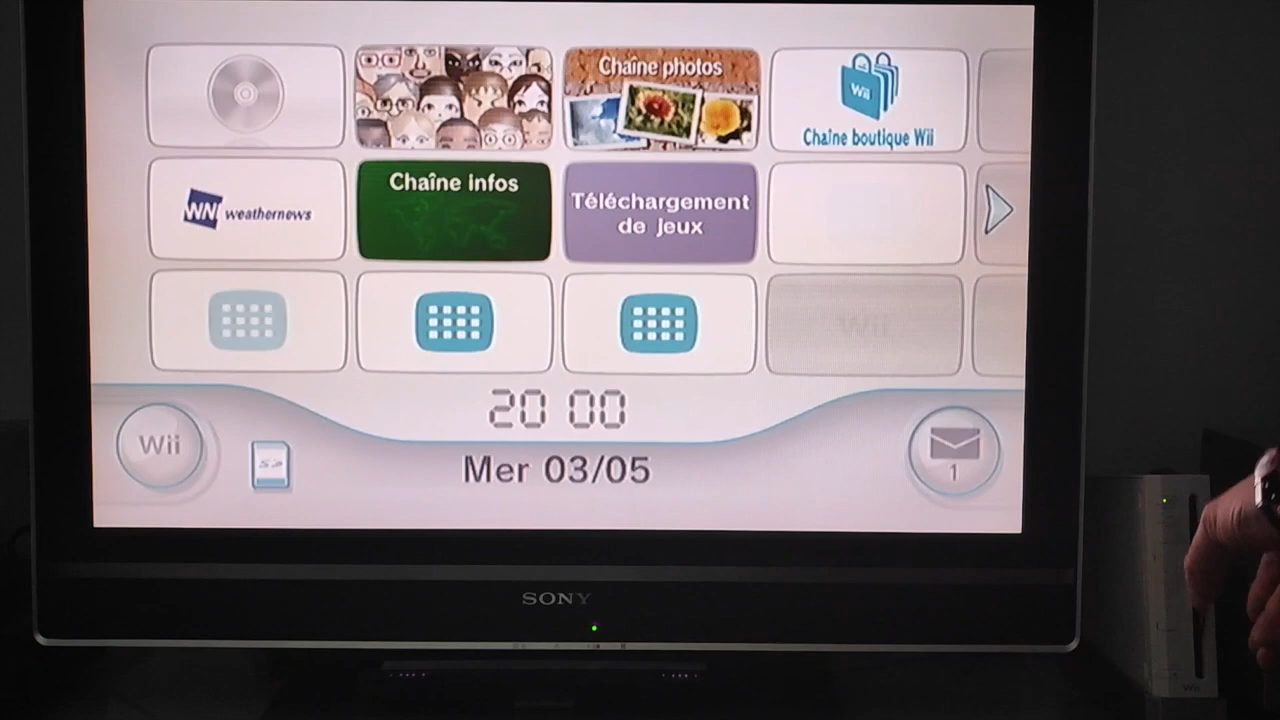 Chaîne photos
Wii
Chaîne boutique Wii
WN weathernews
Chaîne infos
Téléchargement
de jeux
Wii
20 00
Wii
SD
Mer 03/05
1
SONY
Wii